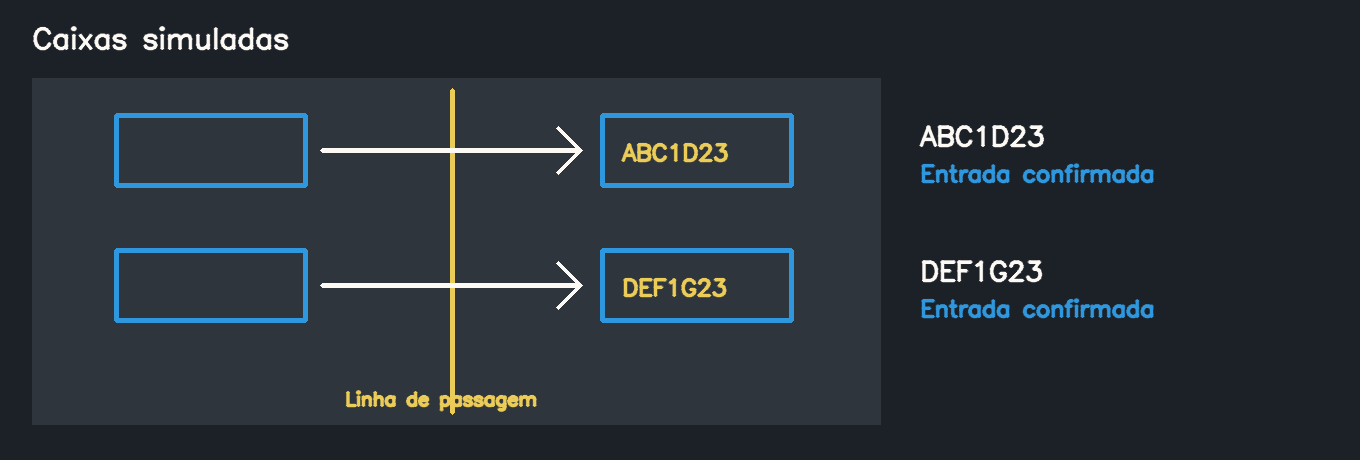 Caixas simuladas
ABC1D23
ABC1D23
Entrada confirmada
DEF1G23
DEF1G23
Entrada confirmada
Linha de passagem